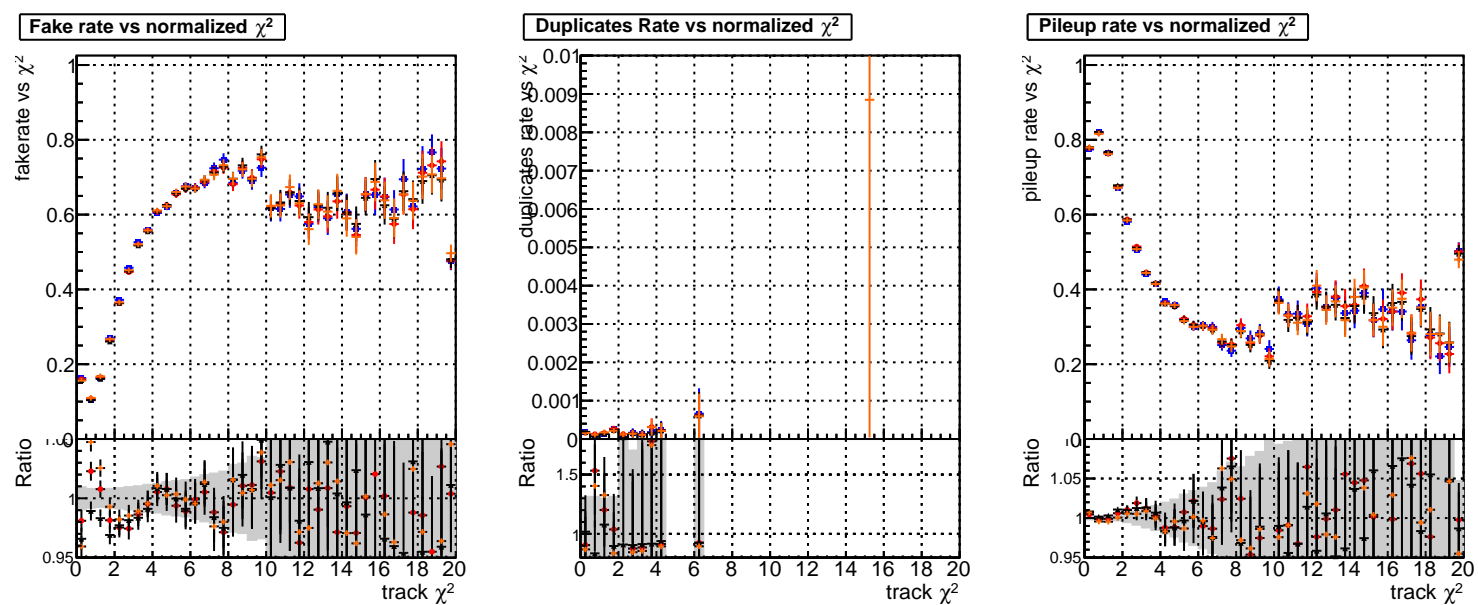 Fake rate vs normalized χ²
fakerate vs χ²
1
0.8
0.6
0.4
0.2
0
Ratio
1
0.95
0 2 4 6 8 10 12 14 16 18 20
track χ²
Duplicates Rate vs normalized χ²
duplicates rate vs χ²
0.01
0.009
0.008
0.007
0.006
0.005
0.004
0.003
0.002
0.001
0
Ratio
1.5
1
0 2 4 6 8 10 12 14 16 18 20
track χ²
Pileup rate vs normalized χ²
pileup rate vs χ²
1
0.8
0.6
0.4
0.2
0
Ratio
1.05
1
0.95
0 2 4 6 8 10 12 14 16 18 20
track χ²